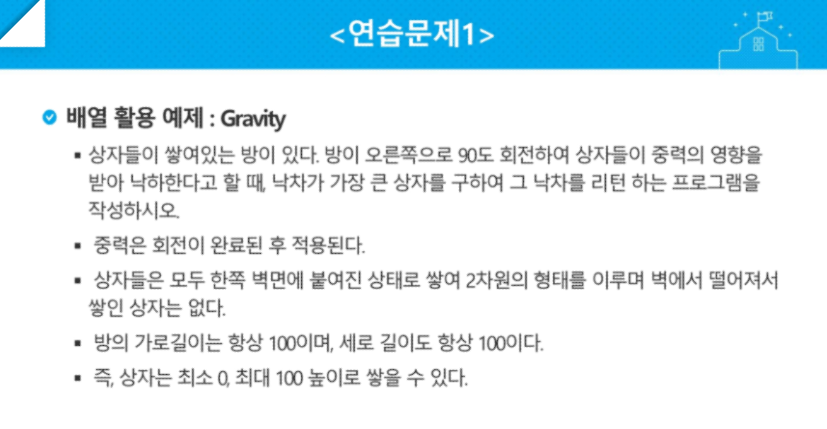 <연습문제1>
배열 활용 예제 : Gravity
▪ 상자들이 쌓여있는 방이 있다. 방이 오른쪽으로 90도 회전하여 상자들이 중력의 영향을
받아 낙하한다고 할 때, 낙차가 가장 큰 상자를 구하여 그 낙차를 리턴 하는 프로그램을
작성하시오.
▪ 중력은 회전이 완료된 후 적용된다.
▪ 상자들은 모두 한쪽 벽면에 붙여진 상태로 쌓여 2차원의 형태를 이루며 벽에서 떨어져서
쌓인 상자는 없다.
▪ 방의 가로길이는 항상 100이며, 세로 길이도 항상 100이다.
▪ 즉, 상자는 최소 0, 최대 100 높이로 쌓을 수 있다.